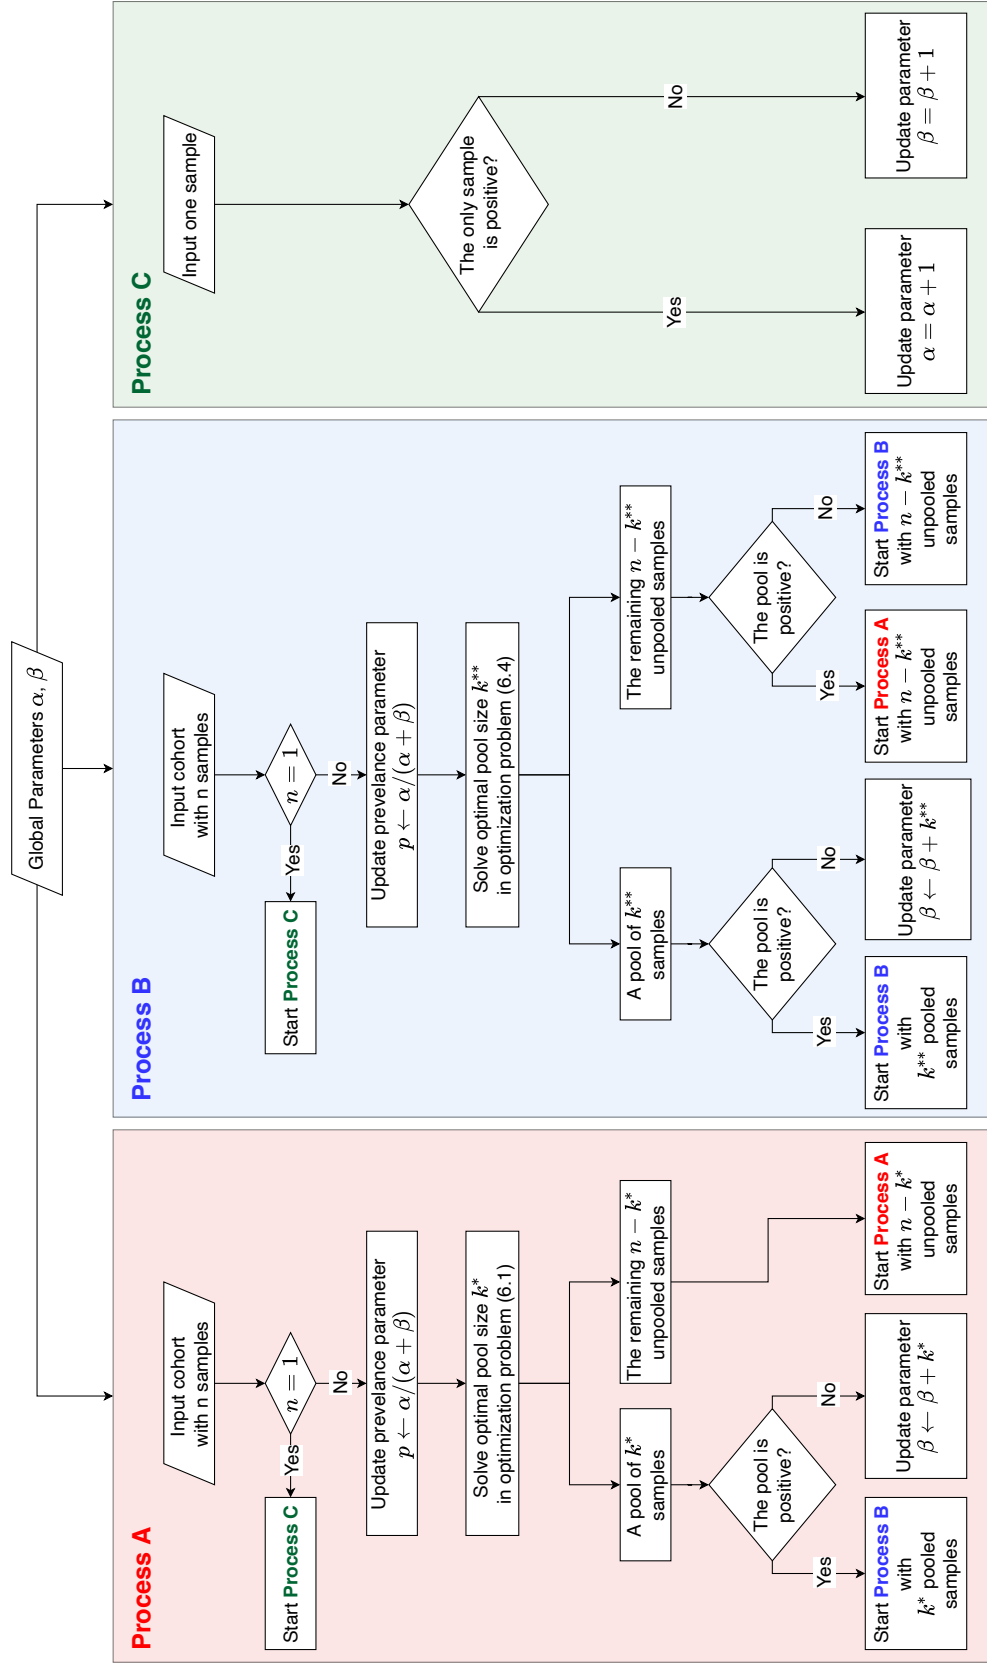 Global Parameters α, β
Process A
Input cohort
with n samples
n = 1
Yes
No
Start Process C
Update prevelance parameter
p ← α/(α + β)
Solve optimal pool size k*
in optimization problem (6.1)
A pool of k*
samples
The remaining n − k*
unpooled samples
The pool is
positive?
Yes
No
Start Process B
with
k* pooled
samples
Update parameter
β ← β + k*
Start Process A
with n − k*
unpooled
samples
Process B
Input cohort
with n samples
n = 1
Yes
No
Start Process C
Update prevelance parameter
p ← α/(α + β)
Solve optimal pool size k**
in optimization problem (6.4)
A pool of k**
samples
The remaining n − k**
unpooled samples
The pool is
positive?
Yes
No
The pool is
positive?
Yes
No
Start Process B
with
k** pooled
samples
Update parameter
β ← β + k**
Start Process A
with n − k**
unpooled
samples
Start Process B
with n − k**
unpooled
samples
Process C
Input one sample
The only sample
is positive?
Yes
No
Update parameter
α = α + 1
Update parameter
β = β + 1